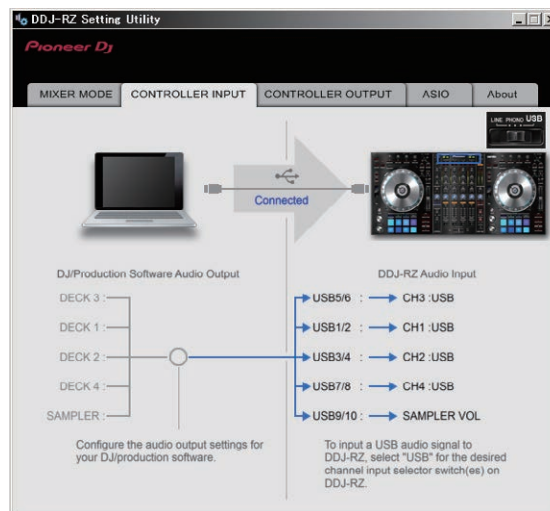 DDJ-RZ Setting Utility
Pioneer Dj
MIXER MODE CONTROLLER INPUT CONTROLLER OUTPUT ASIO About
LINE PHONO USB
Connected
DJ/Production Software Audio Output DDJ-RZ Audio Input
DECK 3 : USB5/6 : CH3 :USB
DECK 1 : USB1/2 : CH1 :USB
DECK 2 : USB3/4 : CH2 :USB
DECK 4 : USB7/8 : CH4 :USB
SAMPLER : USB9/10 : SAMPLER VOL
Configure the audio output settings for
your DJ/production software.
To input a USB audio signal to
DDJ-RZ, select "USB" for the desired
channel input selector switch(es) on
DDJ-RZ.